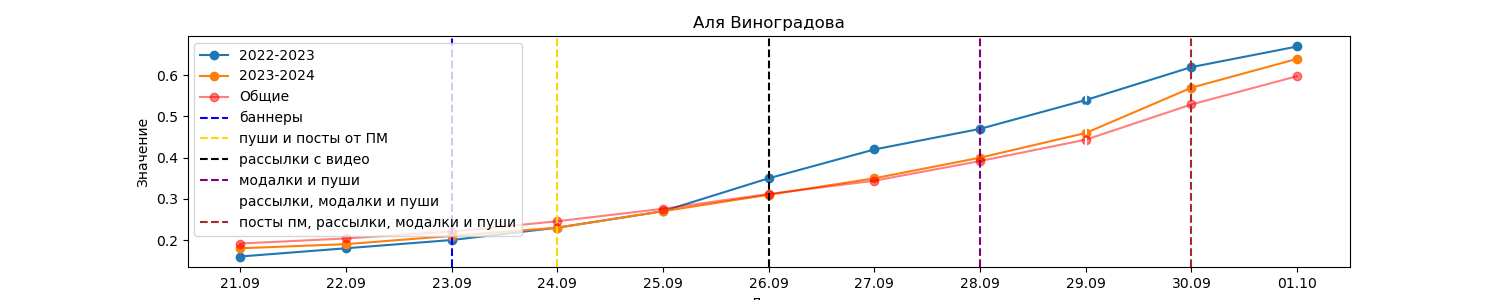 Аля Виноградова
Значение
0.6
0.5
0.4
0.3
0.2
2022-2023
2023-2024
Общие
баннеры
пуши и посты от ПМ
рассылки с видео
модалки и пуши
рассылки, модалки и пуши
посты пм, рассылки, модалки и пуши
21.09 22.09 23.09 24.09 25.09 26.09 27.09 28.09 29.09 30.09 01.10